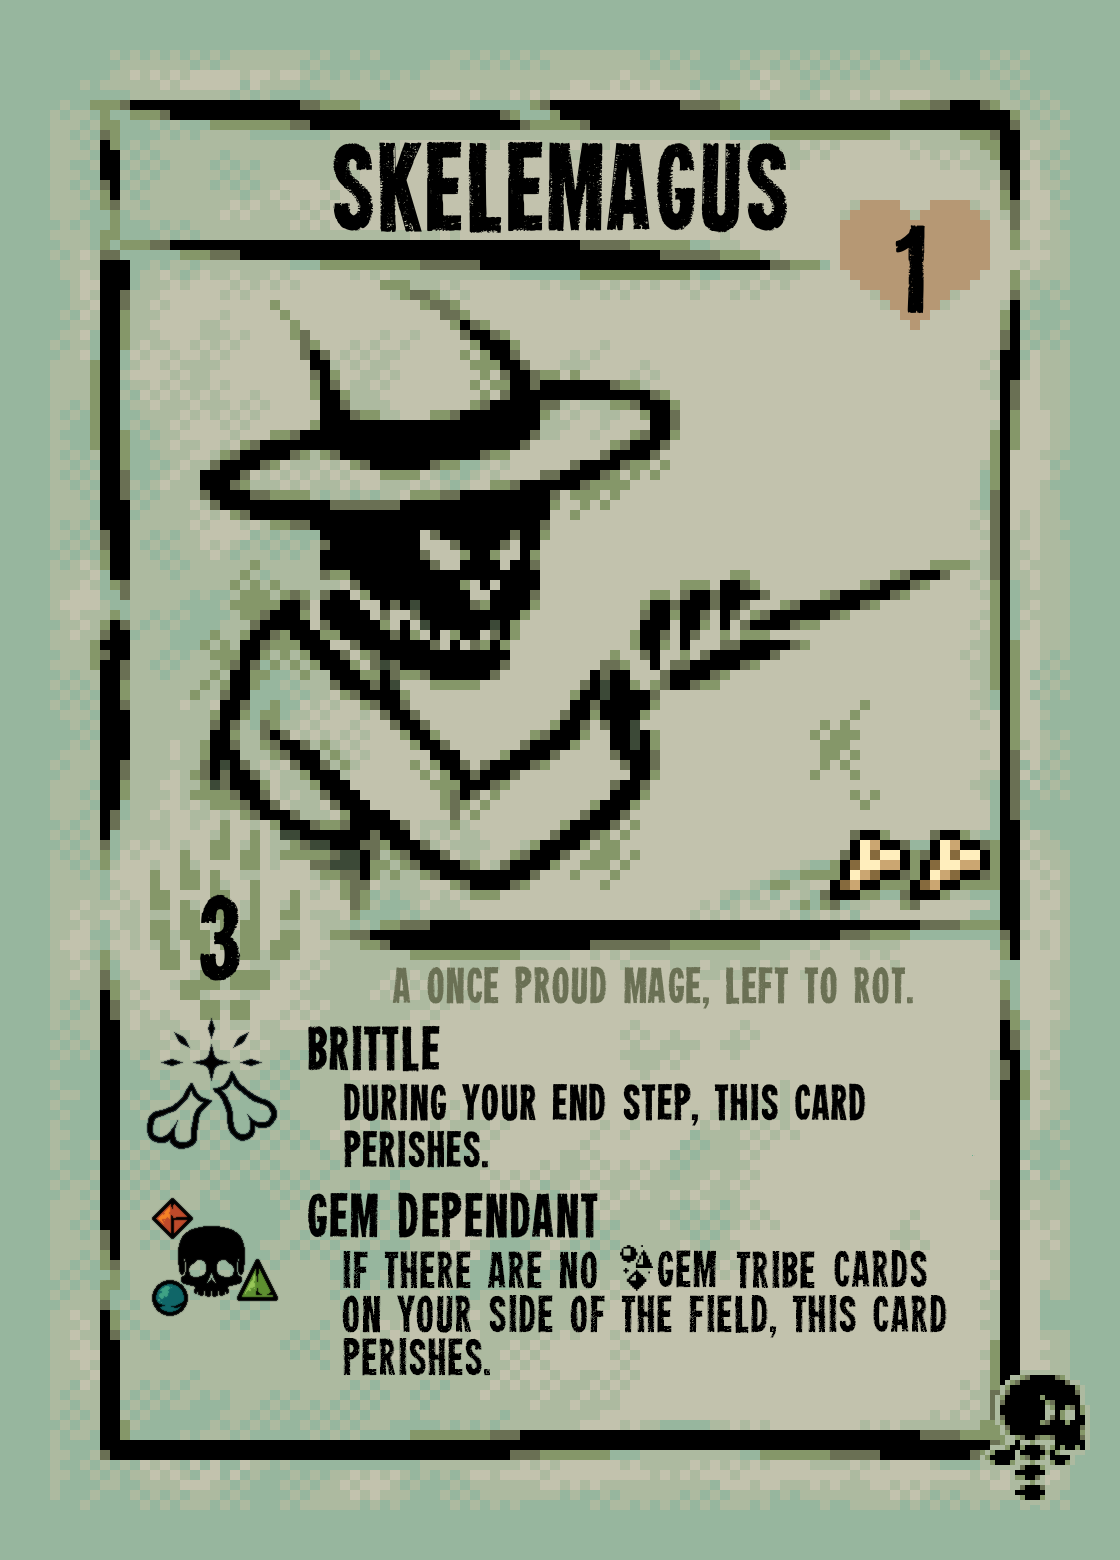 SKELEMAGUS
1
3
A ONCE PROUD MAGE, LEFT TO ROT.
BRITTLE
DURING YOUR END STEP, THIS CARD
PERISHES.
GEM DEPENDANT
IF THERE ARE NO GEM TRIBE CARDS
ON YOUR SIDE OF THE FIELD, THIS CARD
PERISHES.